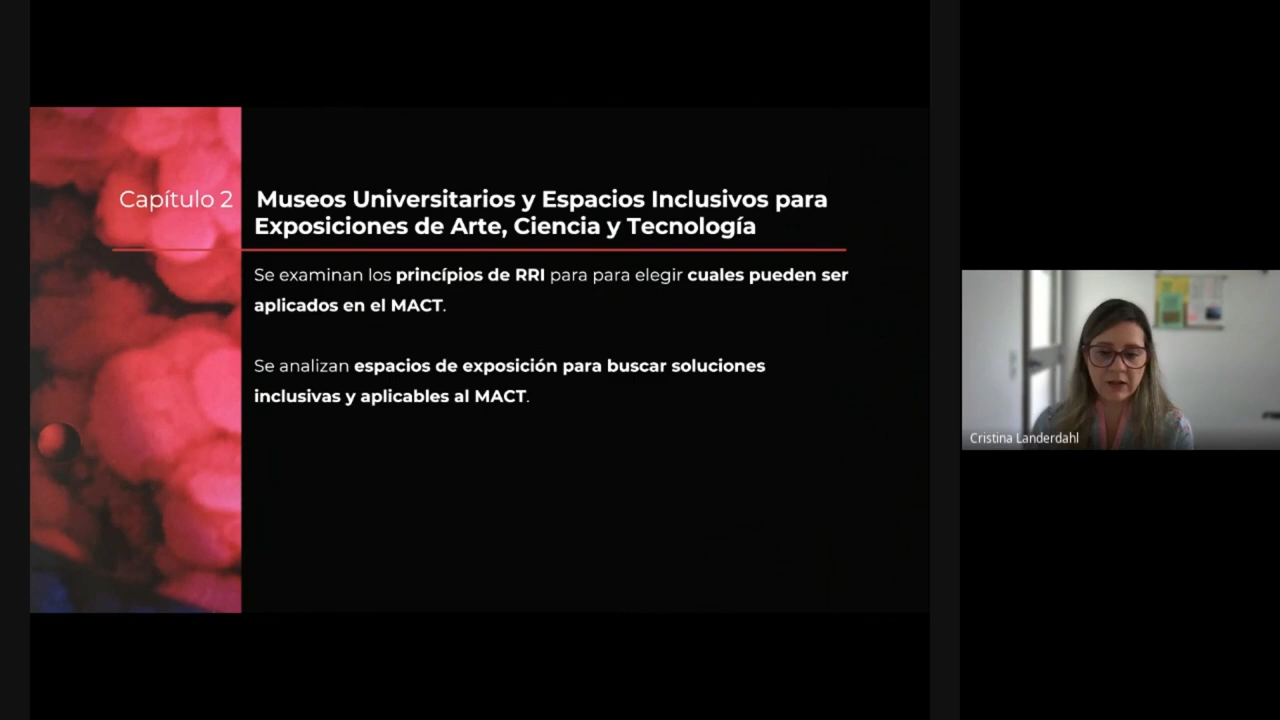 Capítulo 2
Museos Universitarios y Espacios Inclusivos para
Exposiciones de Arte, Ciencia y Tecnología
Se examinan los princípios de RRI para para elegir cuales pueden ser
aplicados en el MACT.
Se analizan espacios de exposición para buscar soluciones
inclusivas y aplicables al MACT.
Cristina Landerdahl